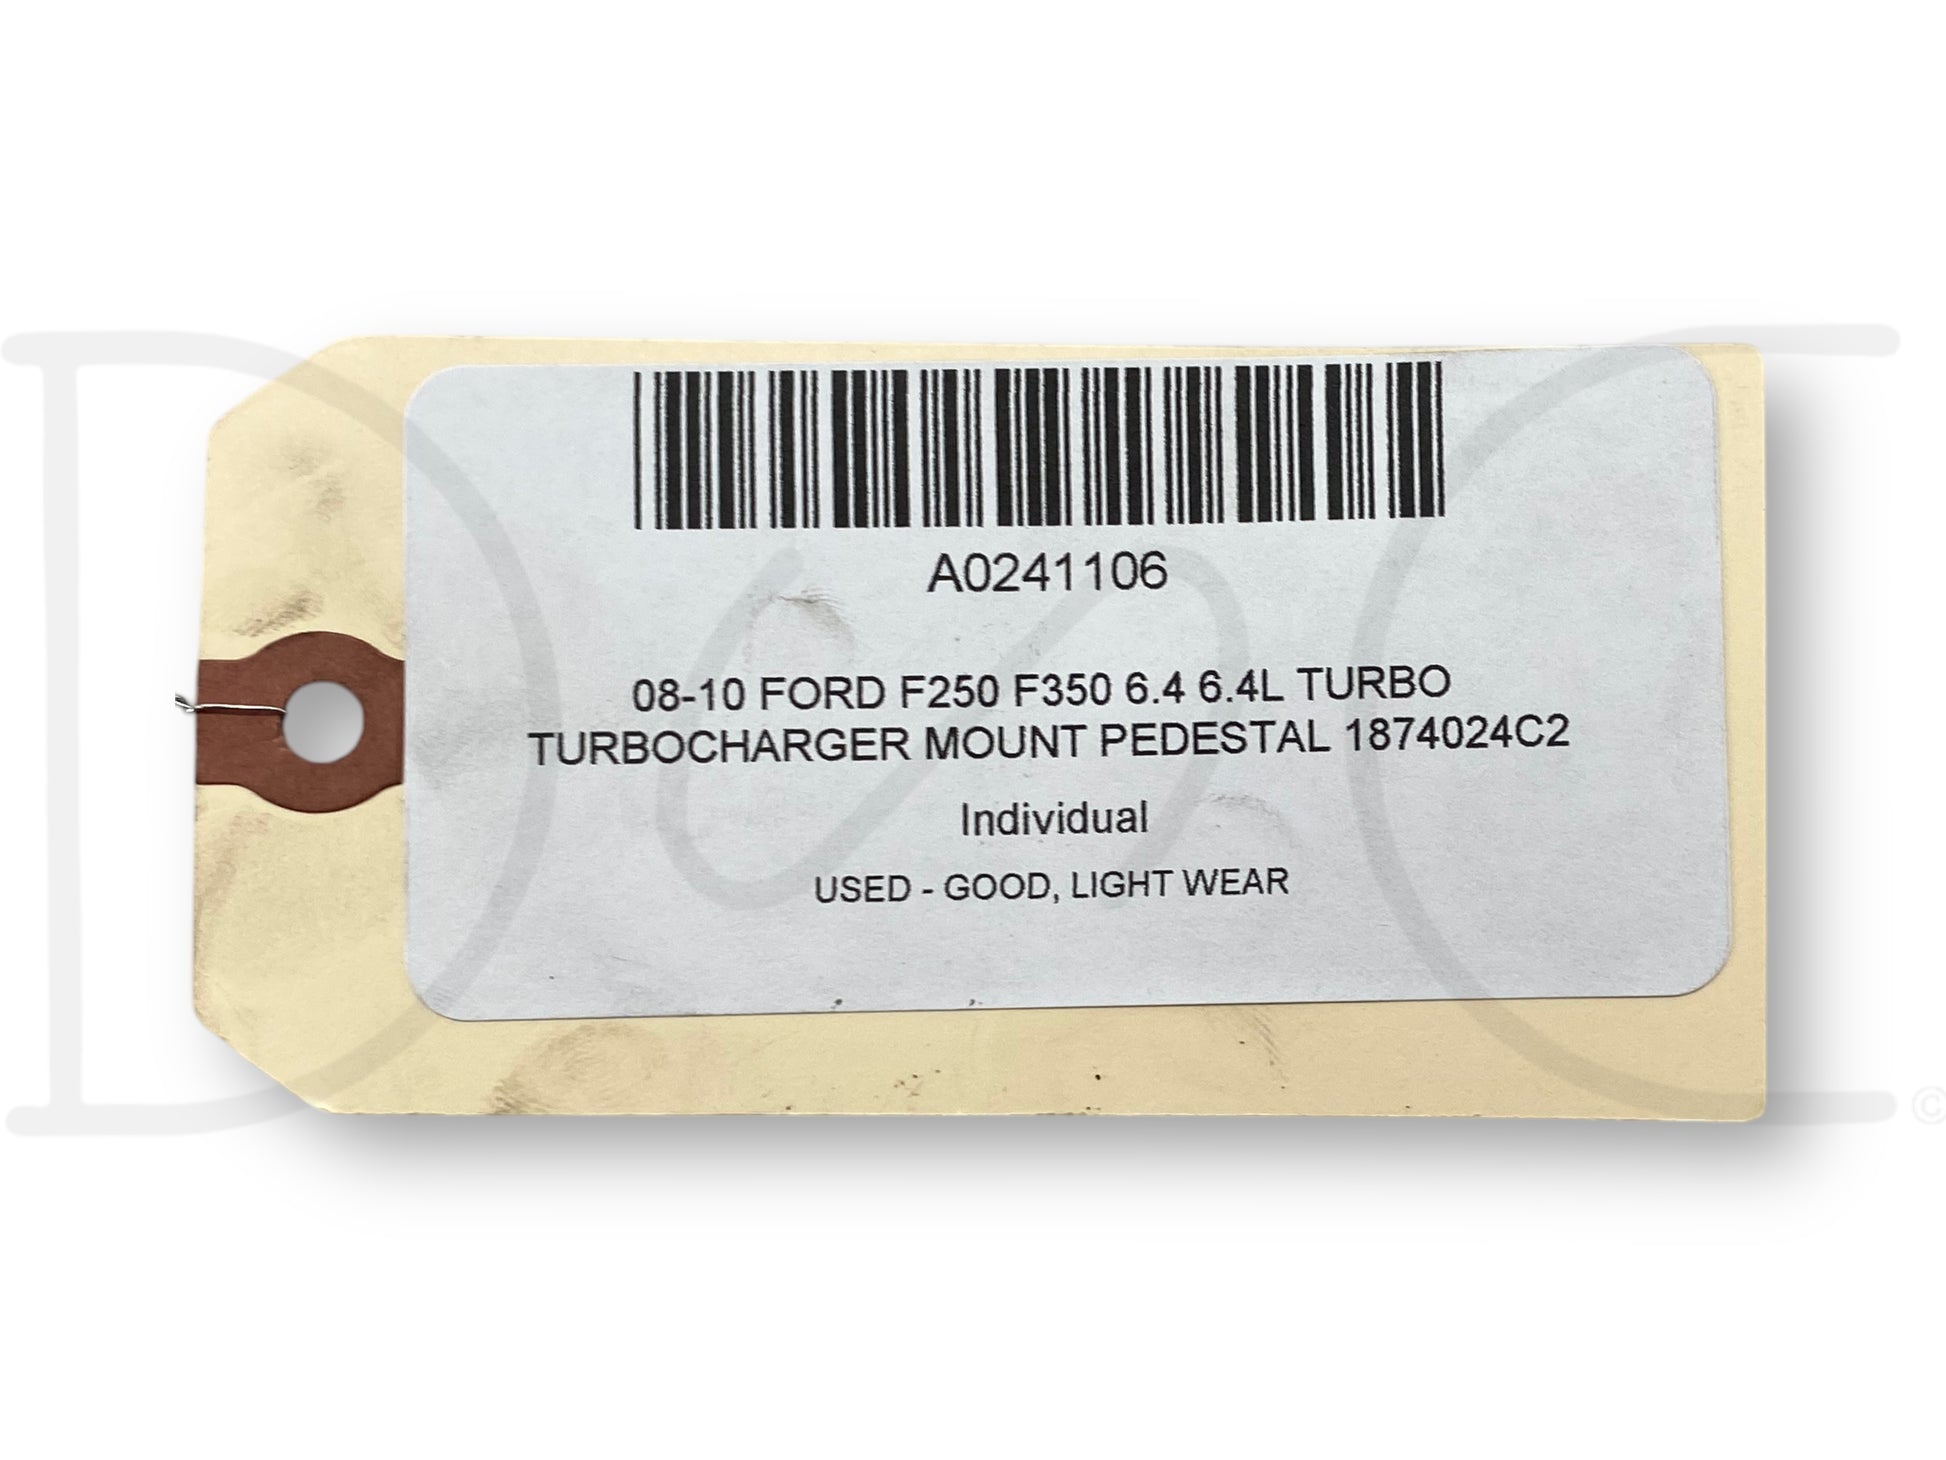 A0241106
08-10 FORD F250 F350 6.4 6.4L TURBO
TURBOCHARGER MOUNT PEDESTAL 1874024C2
Individual
USED - GOOD, LIGHT WEAR
©